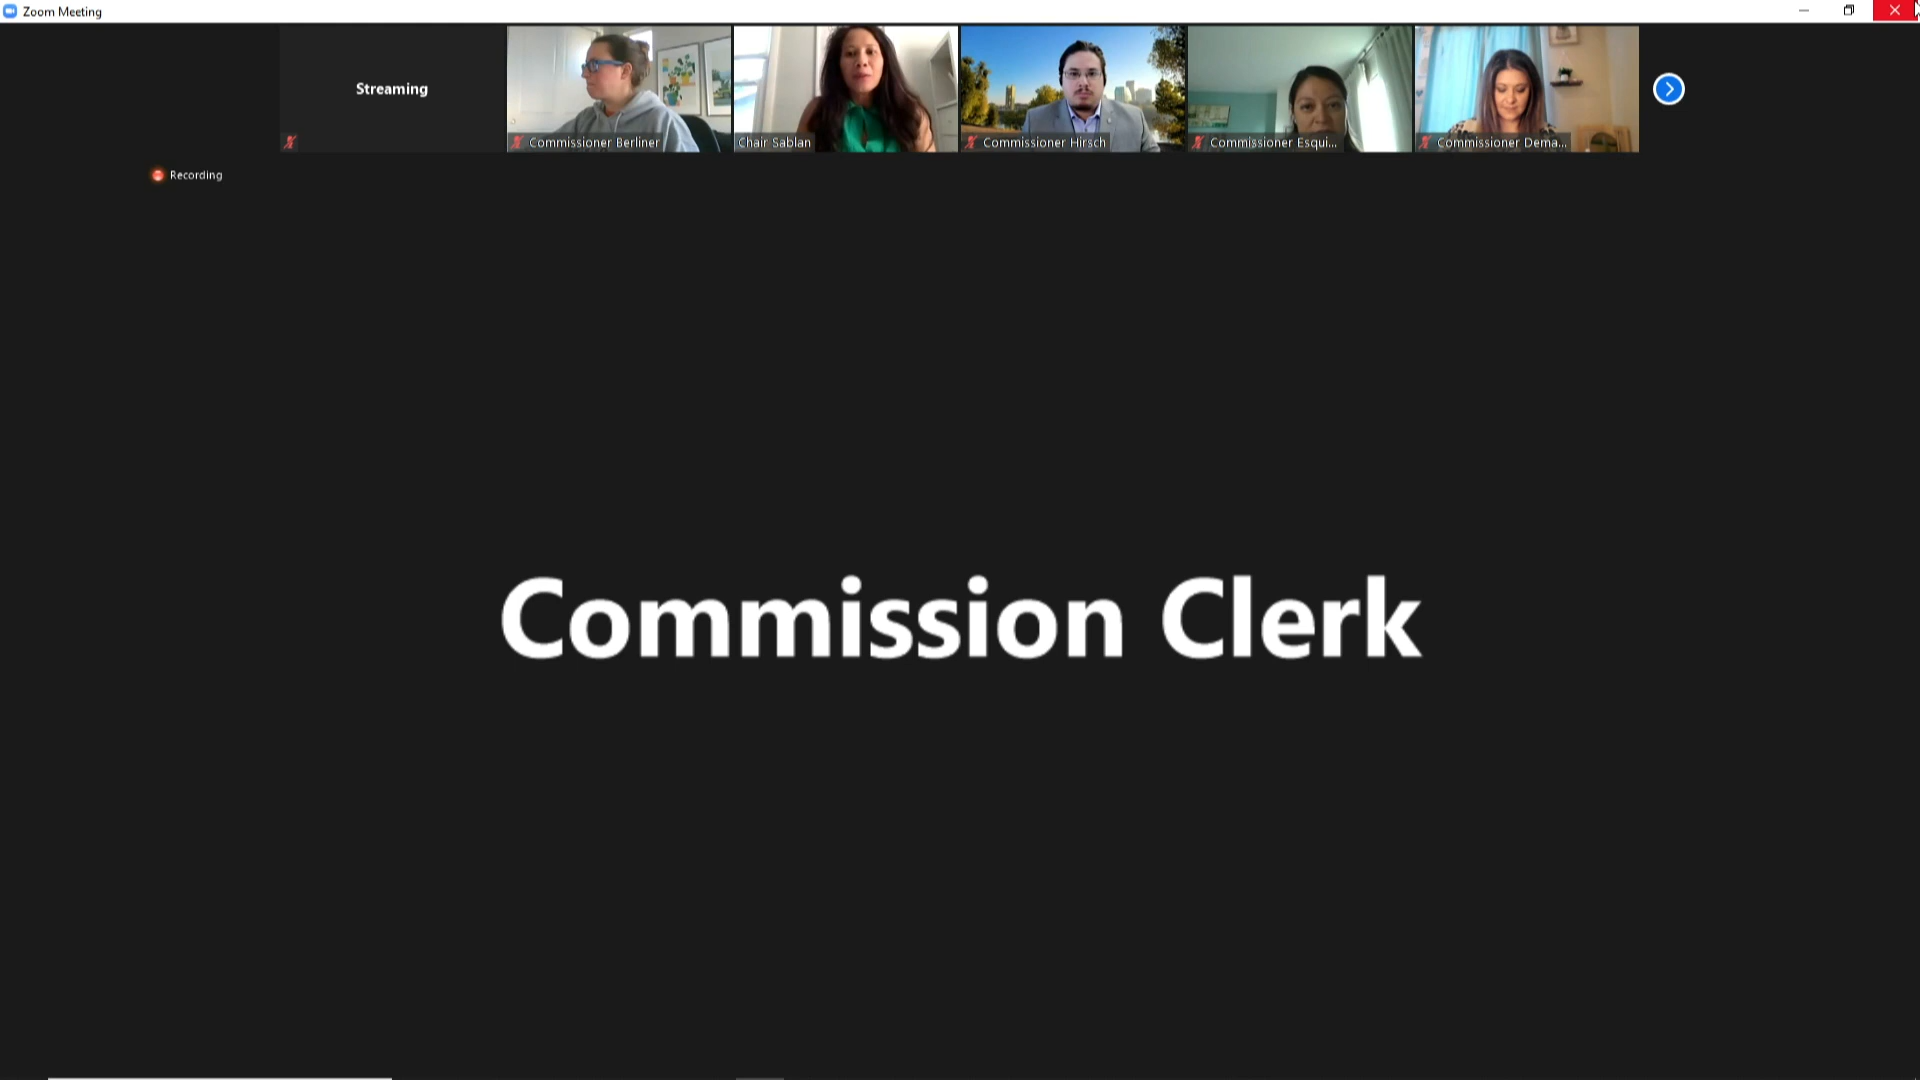 Zoom Meeting
Streaming
Commissioner Berliner
Chair Sablan
Commissioner Hirsch
Commissioner Esqui...
Commissioner Dema...
Recording
Commission Clerk